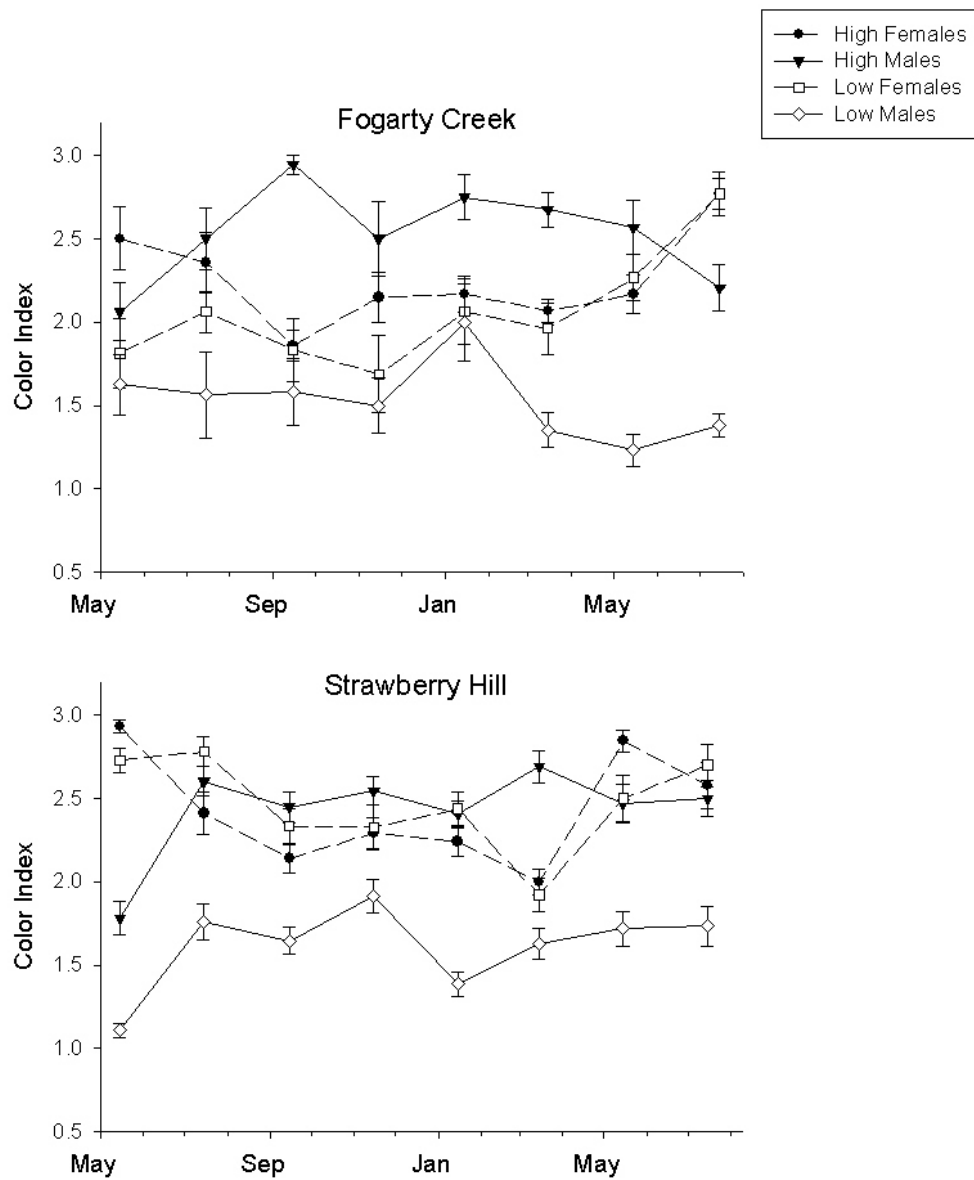 High Females
High Males
Low Females
Low Males
Fogarty Creek
3.0
2.5
2.0
1.5
1.0
0.5
Color Index
May Sep Jan May
Strawberry Hill
3.0
2.5
2.0
1.5
1.0
0.5
Color Index
May Sep Jan May